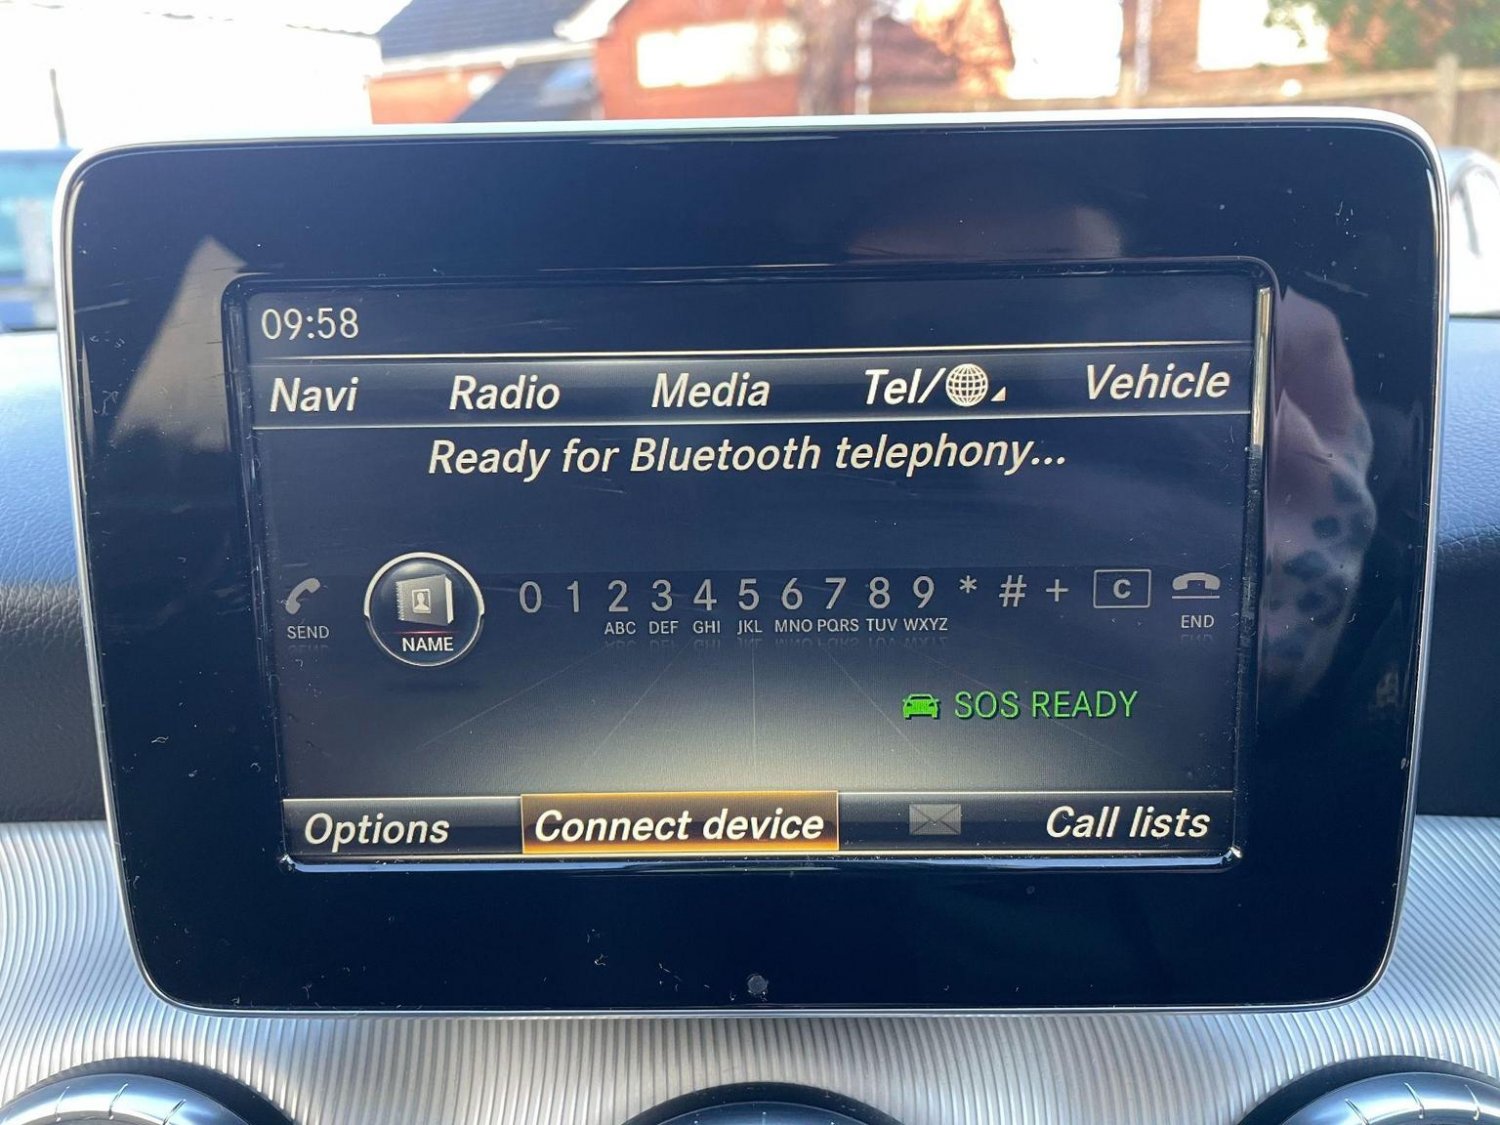 09:58
Navi Radio Media Tel/ Vehicle
Ready for Bluetooth telephony...
0 1 2 3 4 5 6 7 8 9 * # + C
SEND NAME ABC DEF GHI JKL MNO PQRS TUV WXYZ END
SOS READY
Options Connect device Call lists